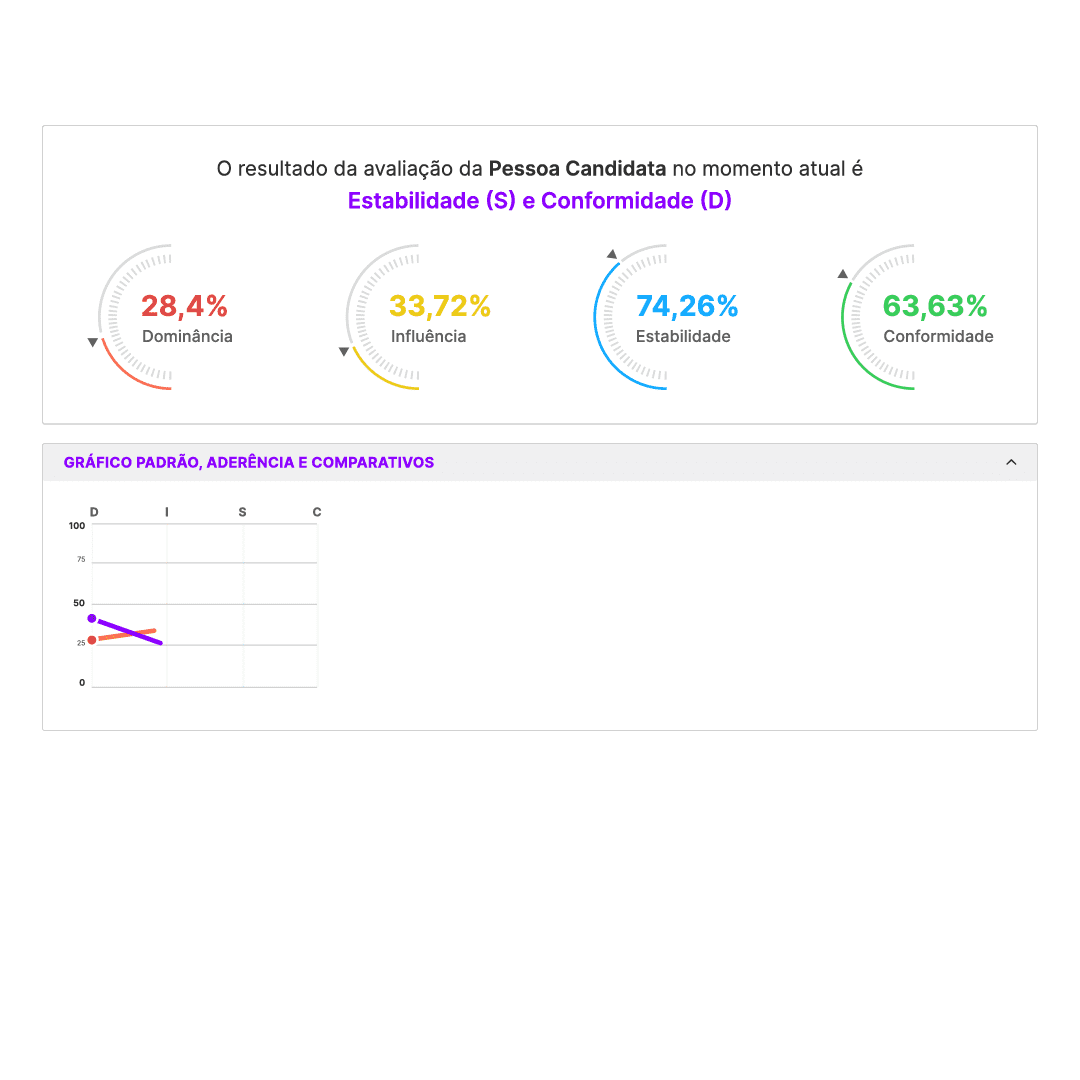 O resultado da avaliação da Pessoa Candidata no momento atual é
Estabilidade (S) e Conformidade (D)
28,4%
Dominância
33,72%
Influência
74,26%
Estabilidade
63,63%
Conformidade
GRÁFICO PADRÃO, ADERÊNCIA E COMPARATIVOS
D I S C
100
75
50
25
0